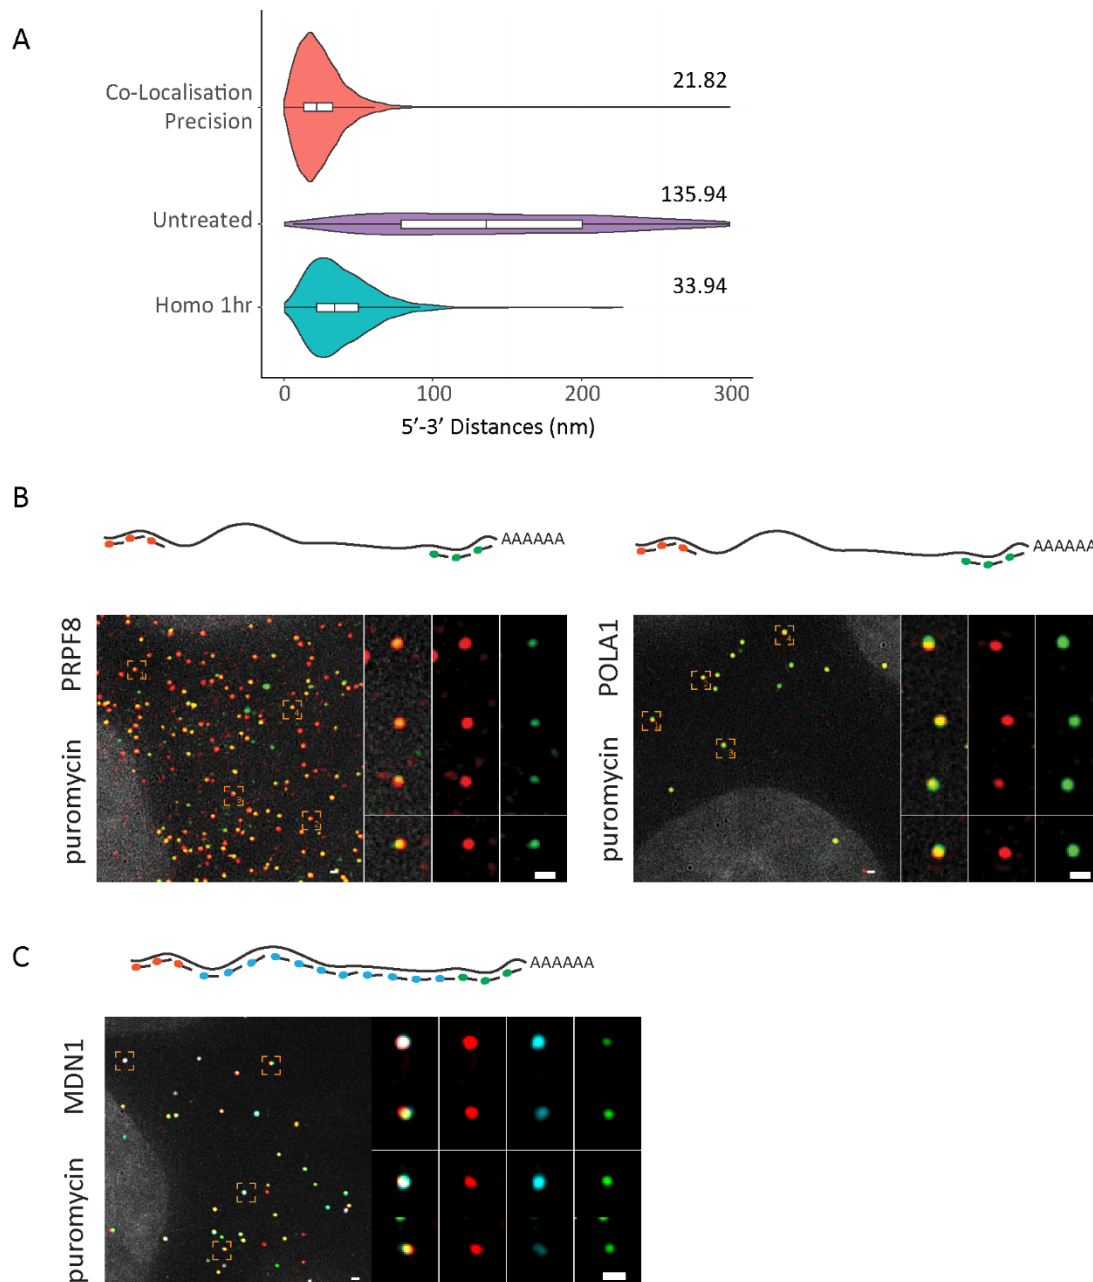 A
Co-Localisation
Precision
21.82
Untreated
135.94
Homo 1hr
33.94
0 100 200 300
5’-3’ Distances (nm)
B
AAAAAA
AAAAAA
PRPF8
puromycin
POLA1
puromycin
C
AAAAAA
MDN1
puromycin